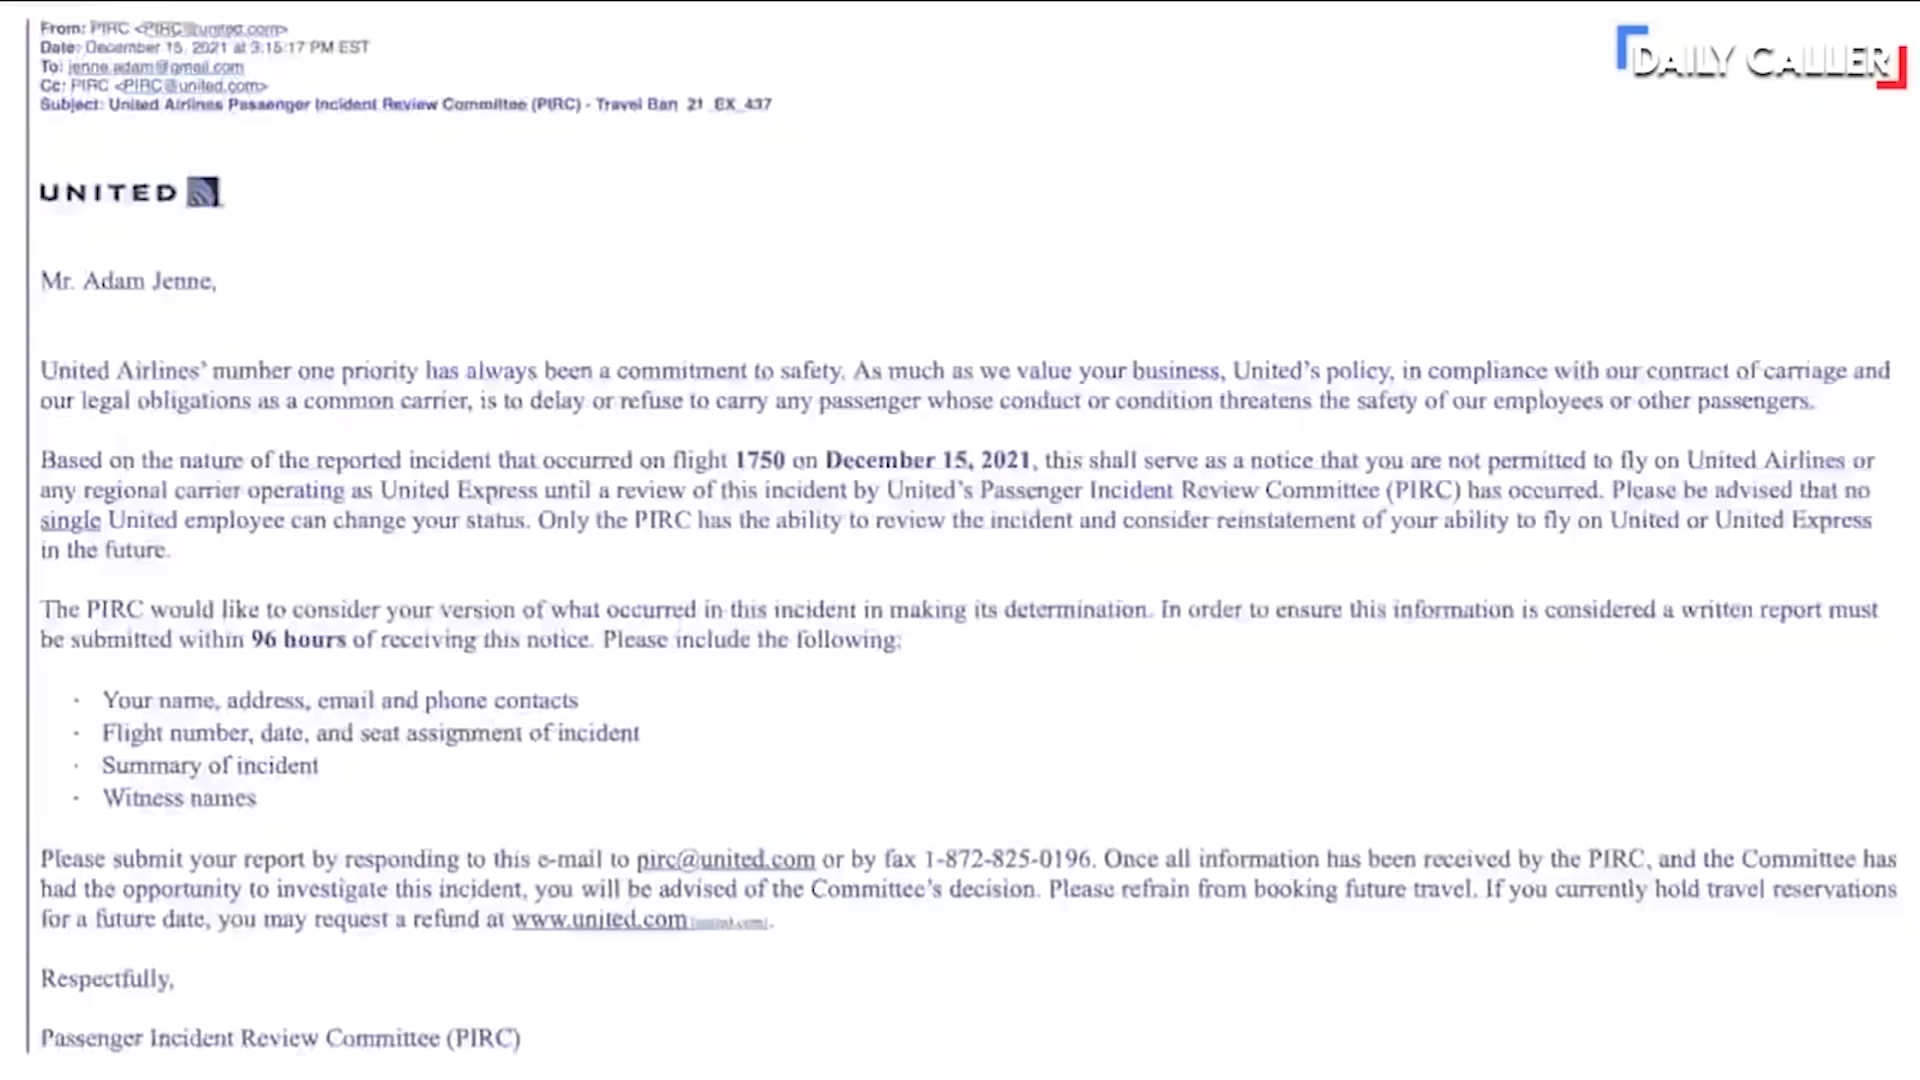 From: PIRC <PIRC@united.com>
Date: December 15, 2021 at 3:15:17 PM EST
To: jenne.adam@gmail.com
Cc: PIRC <PIRC@united.com>
Subject: United Airlines Passenger Incident Review Committee (PIRC) - Travel Ban 21_EX_437
DAILY CALLER
UNITED
Mr. Adam Jenne,
United Airlines' number one priority has always been a commitment to safety. As much as we value your business, United's policy, in compliance with our contract of carriage and
our legal obligations as a common carrier, is to delay or refuse to carry any passenger whose conduct or condition threatens the safety of our employees or other passengers.
Based on the nature of the reported incident that occurred on flight 1750 on December 15, 2021, this shall serve as a notice that you are not permitted to fly on United Airlines or
any regional carrier operating as United Express until a review of this incident by United's Passenger Incident Review Committee (PIRC) has occurred. Please be advised that no
single United employee can change your status. Only the PIRC has the ability to review the incident and consider reinstatement of your ability to fly on United or United Express
in the future.
The PIRC would like to consider your version of what occurred in this incident in making its determination. In order to ensure this information is considered a written report must
be submitted within 96 hours of receiving this notice. Please include the following:
· Your name, address, email and phone contacts
· Flight number, date, and seat assignment of incident
· Summary of incident
· Witness names
Please submit your report by responding to this e-mail to pirc@united.com or by fax 1-872-825-0196. Once all information has been received by the PIRC, and the Committee has
had the opportunity to investigate this incident, you will be advised of the Committee's decision. Please refrain from booking future travel. If you currently hold travel reservations
for a future date, you may request a refund at www.united.com
Respectfully,
Passenger Incident Review Committee (PIRC)